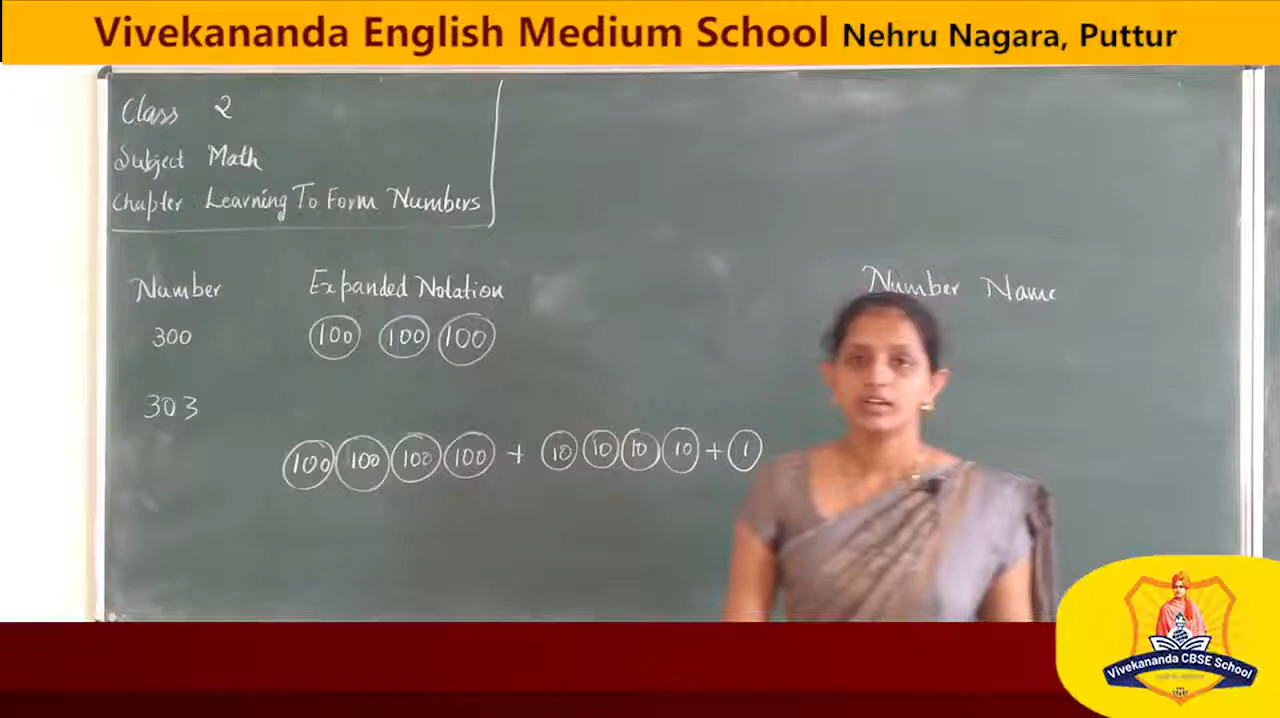 Vivekananda English Medium School Nehru Nagara, Puttur
Class 2
Subject Math
Chapter Learning To Form Numbers
Number Expanded Notation Number Name
300 100 100 100
303
100 100 100 100 + 10 10 10 10 + 1
Vivekananda CBSE School